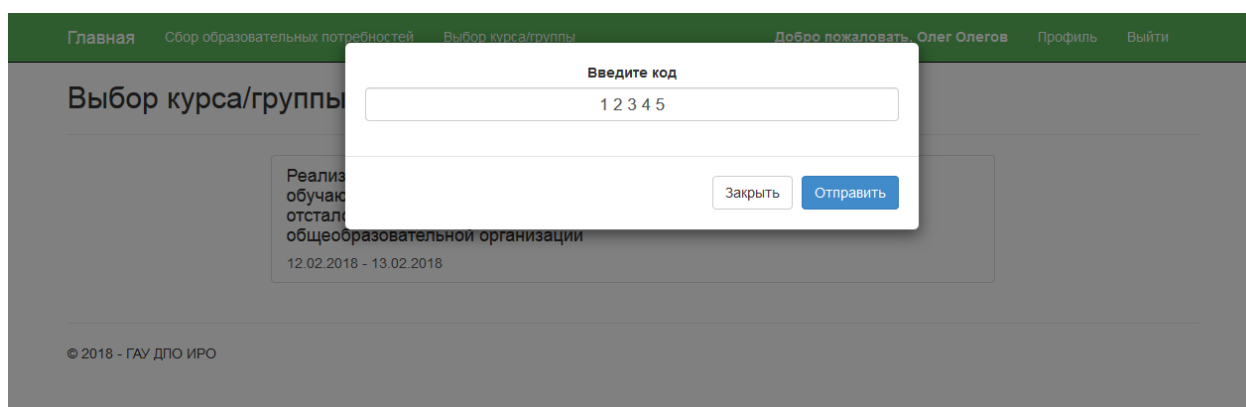 Главная Сбор образовательных потребностей Выбор курса/группы Добро пожаловать, Олег Олегов Профиль Выйти
Введите код
Выбор курса/группы
1 2 3 4 5
Реализ
обучаю
Закрыть Отправить
отстало
общеобразовательной организации
12.02.2018 - 13.02.2018
© 2018 - ГАУ ДПО ИРО